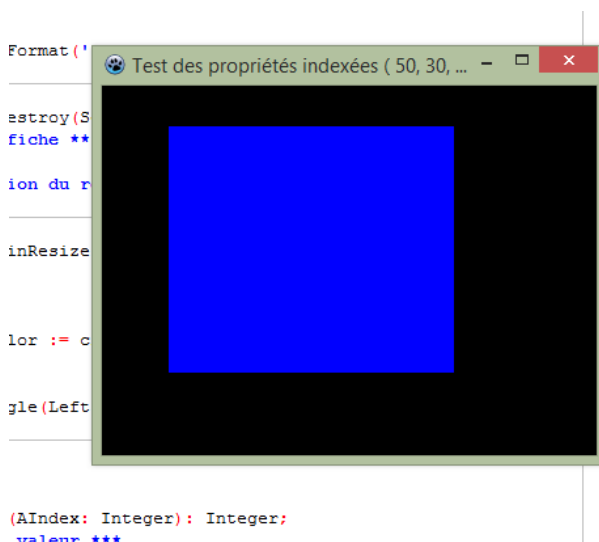 Format('
Test des propriétés indexées ( 50, 30, ...
estroy(S
fiche **
ion du r
inResize
lor := c
gle(Left
(AIndex: Integer): Integer;
valeur ***